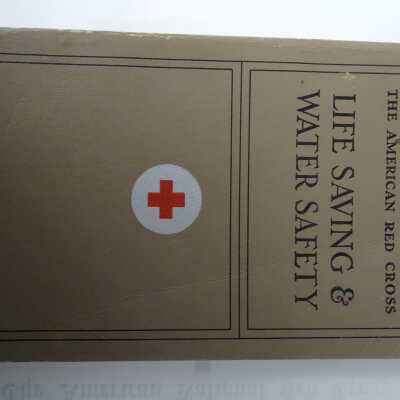 THE AMERICAN RED CROSS
LIFE SAVING &
WATER SAFETY